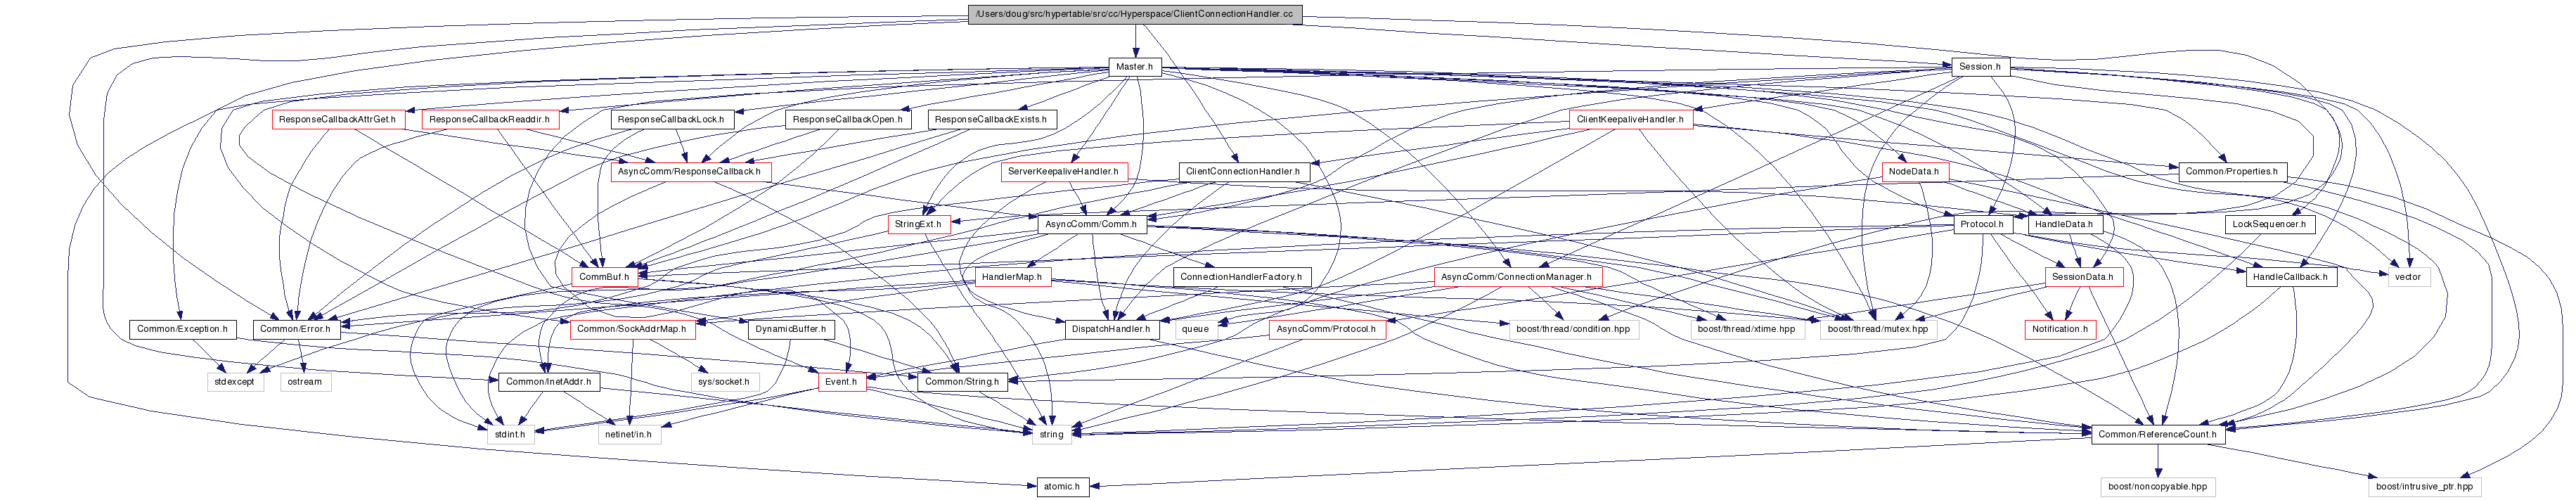 /Users/doug/src/hypertable/src/cc/Hyperspace/ClientConnectionHandler.cc
Master.h
Session.h
ResponseCallbackAttrGet.h
ResponseCallbackReaddir.h
ResponseCallbackLock.h
ResponseCallbackOpen.h
ResponseCallbackExists.h
ClientKeepaliveHandler.h
AsyncComm/ResponseCallback.h
ServerKeepaliveHandler.h
ClientConnectionHandler.h
NodeData.h
Common/Properties.h
StringExt.h
AsyncComm/Comm.h
Protocol.h
HandleData.h
LockSequencer.h
CommBuf.h
HandlerMap.h
ConnectionHandlerFactory.h
AsyncComm/ConnectionManager.h
SessionData.h
HandleCallback.h
vector
Common/Exception.h
Common/Error.h
Common/SockAddrMap.h
DynamicBuffer.h
DispatchHandler.h
queue
AsyncComm/Protocol.h
boost/thread/condition.hpp
boost/thread/xtime.hpp
boost/thread/mutex.hpp
Notification.h
stdexcept
ostream
Common/InetAddr.h
sys/socket.h
Event.h
Common/String.h
stdint.h
netinet/in.h
string
Common/ReferenceCount.h
atomic.h
boost/noncopyable.hpp
boost/intrusive_ptr.hpp